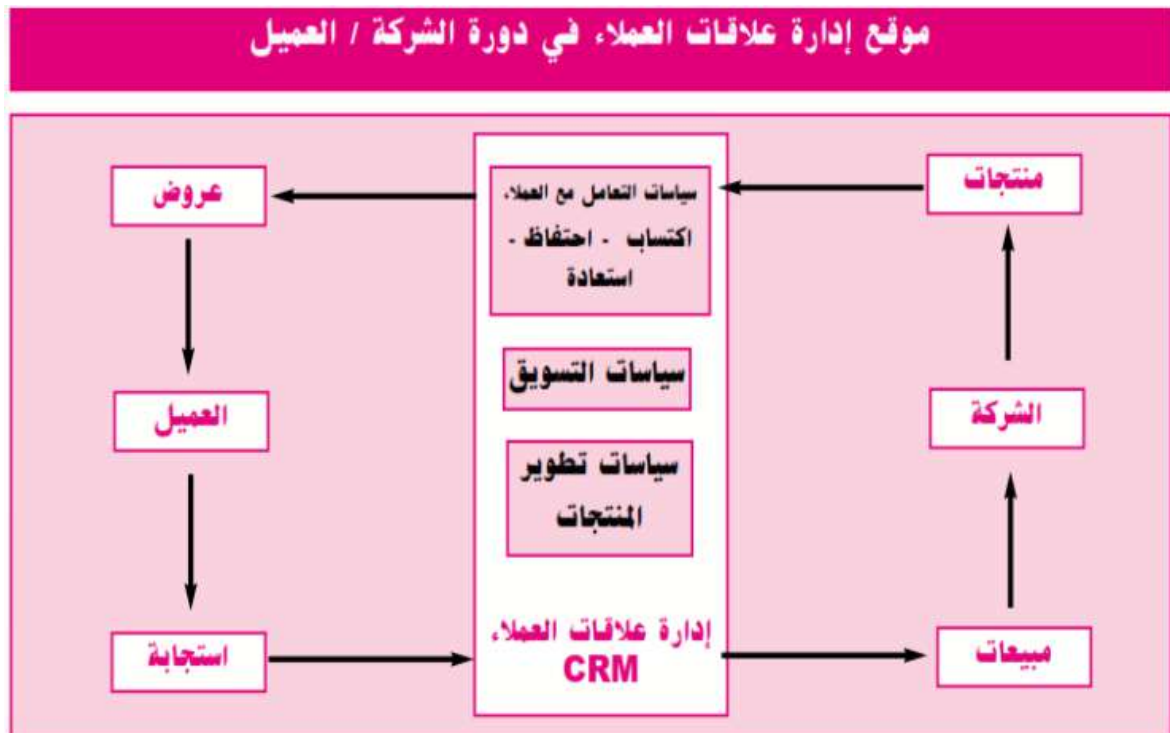 موقع إدارة علاقات العملاء في دورة الشركة / العميل
منتجات
سياسات التعامل مع العملاء
اكتساب - احتفاظ -
استعادة
عروض
الشركة
سياسات التسويق
العميل
سياسات تطوير
المنتجات
مبيعات
إدارة علاقات العملاء
CRM
استجابة